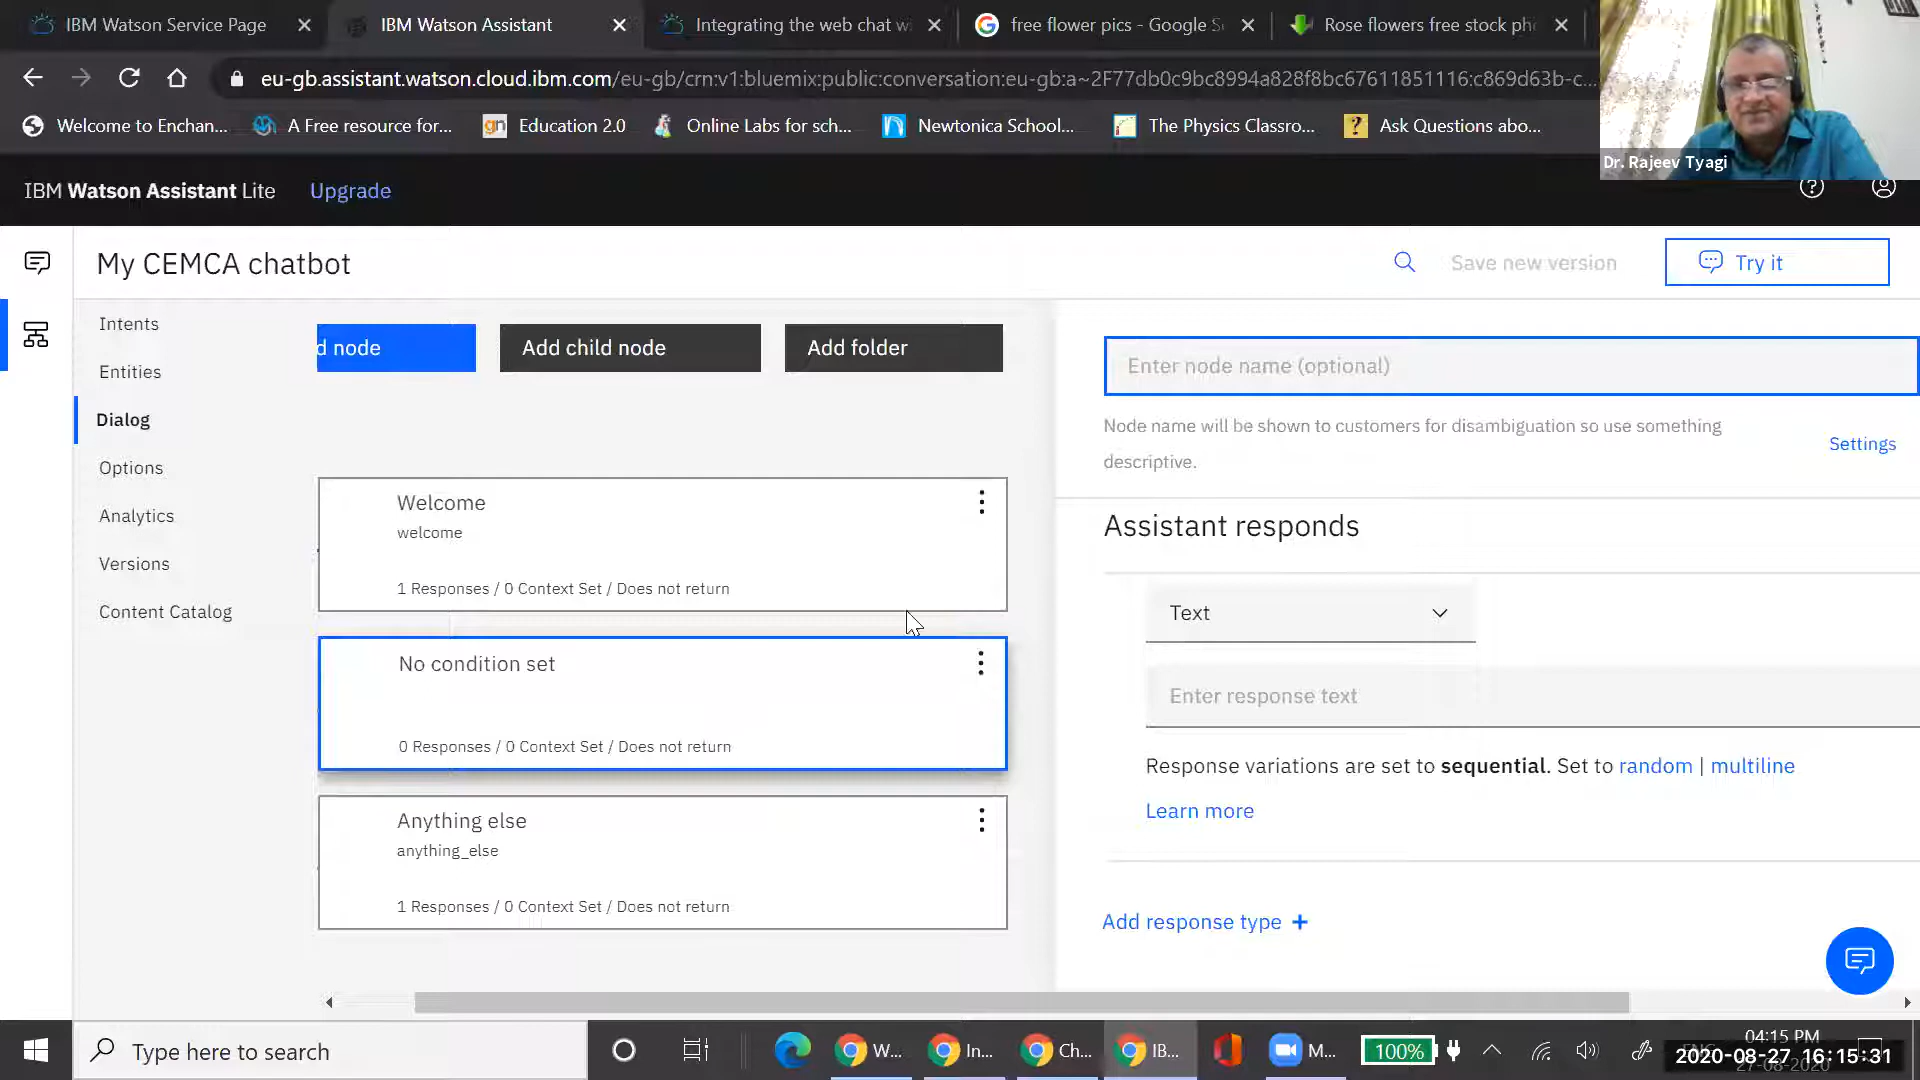 IBM Watson Service Page
IBM Watson Assistant
Integrating the web chat wi
free flower pics - Google S
Rose flowers free stock pho
eu-gb.assistant.watson.cloud.ibm.com/eu-gb/crn:v1:bluemix:public:conversation:eu-gb:a~2F77db0c9bc8994a828f8bc67611851116:c869d63b-c...
Welcome to Enchan...
A Free resource for...
gn Education 2.0
Online Labs for sch...
Newtonica School...
The Physics Classro...
Ask Questions abo...
Dr. Rajeev Tyagi
IBM Watson Assistant Lite
Upgrade
My CEMCA chatbot
Save new version
Try it
Intents
Entities
Dialog
Options
Analytics
Versions
Content Catalog
d node
Add child node
Add folder
Welcome
welcome
1 Responses / 0 Context Set / Does not return
No condition set
0 Responses / 0 Context Set / Does not return
Anything else
anything_else
1 Responses / 0 Context Set / Does not return
Enter node name (optional)
Node name will be shown to customers for disambiguation so use something
descriptive.
Settings
Assistant responds
Text
Enter response text
Response variations are set to sequential. Set to random | multiline
Learn more
Add response type +
Type here to search
W...
In...
Ch...
IB...
M...
100%
04:15 PM
2020-08-27 16:15:31
27-08-2020